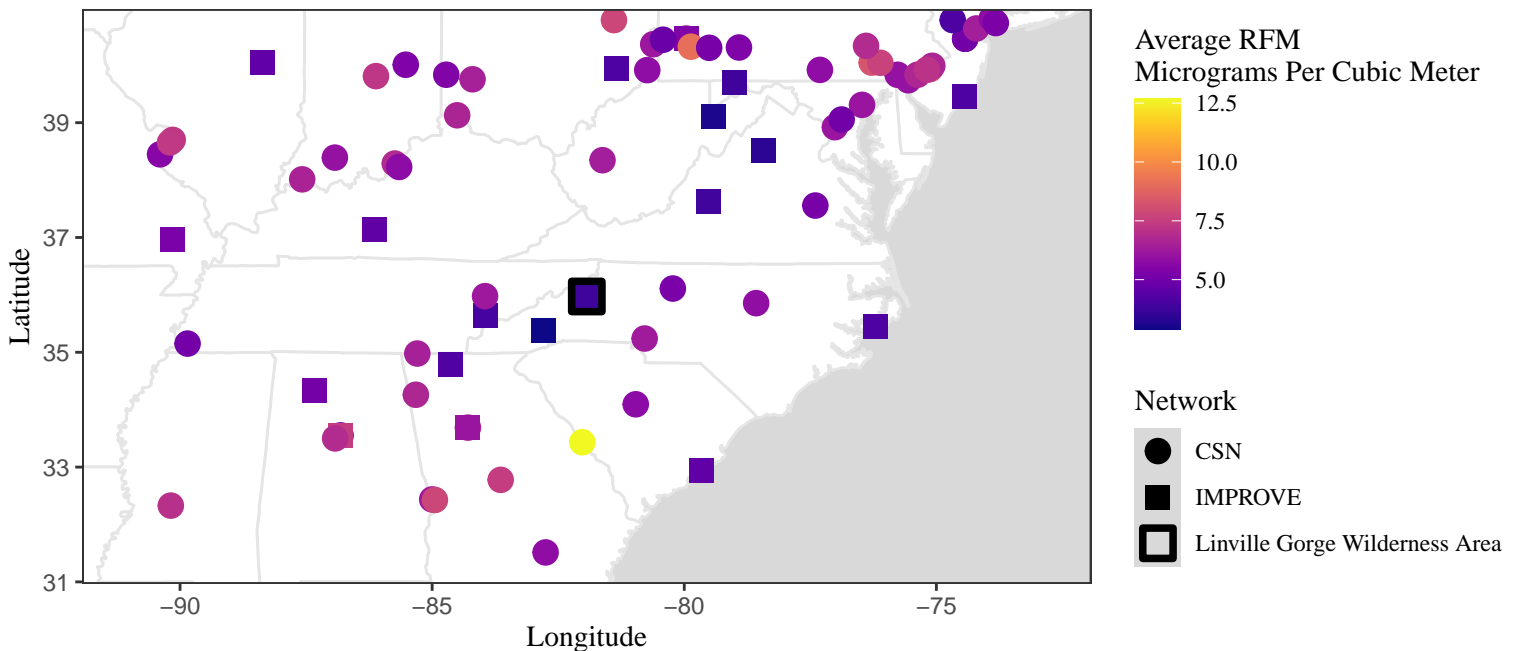 Average RFM
Micrograms Per Cubic Meter
12.5
10.0
7.5
5.0
Network
CSN
IMPROVE
Linville Gorge Wilderness Area
Latitude
39
37
35
33
31
−90
−85
−80
−75
Longitude